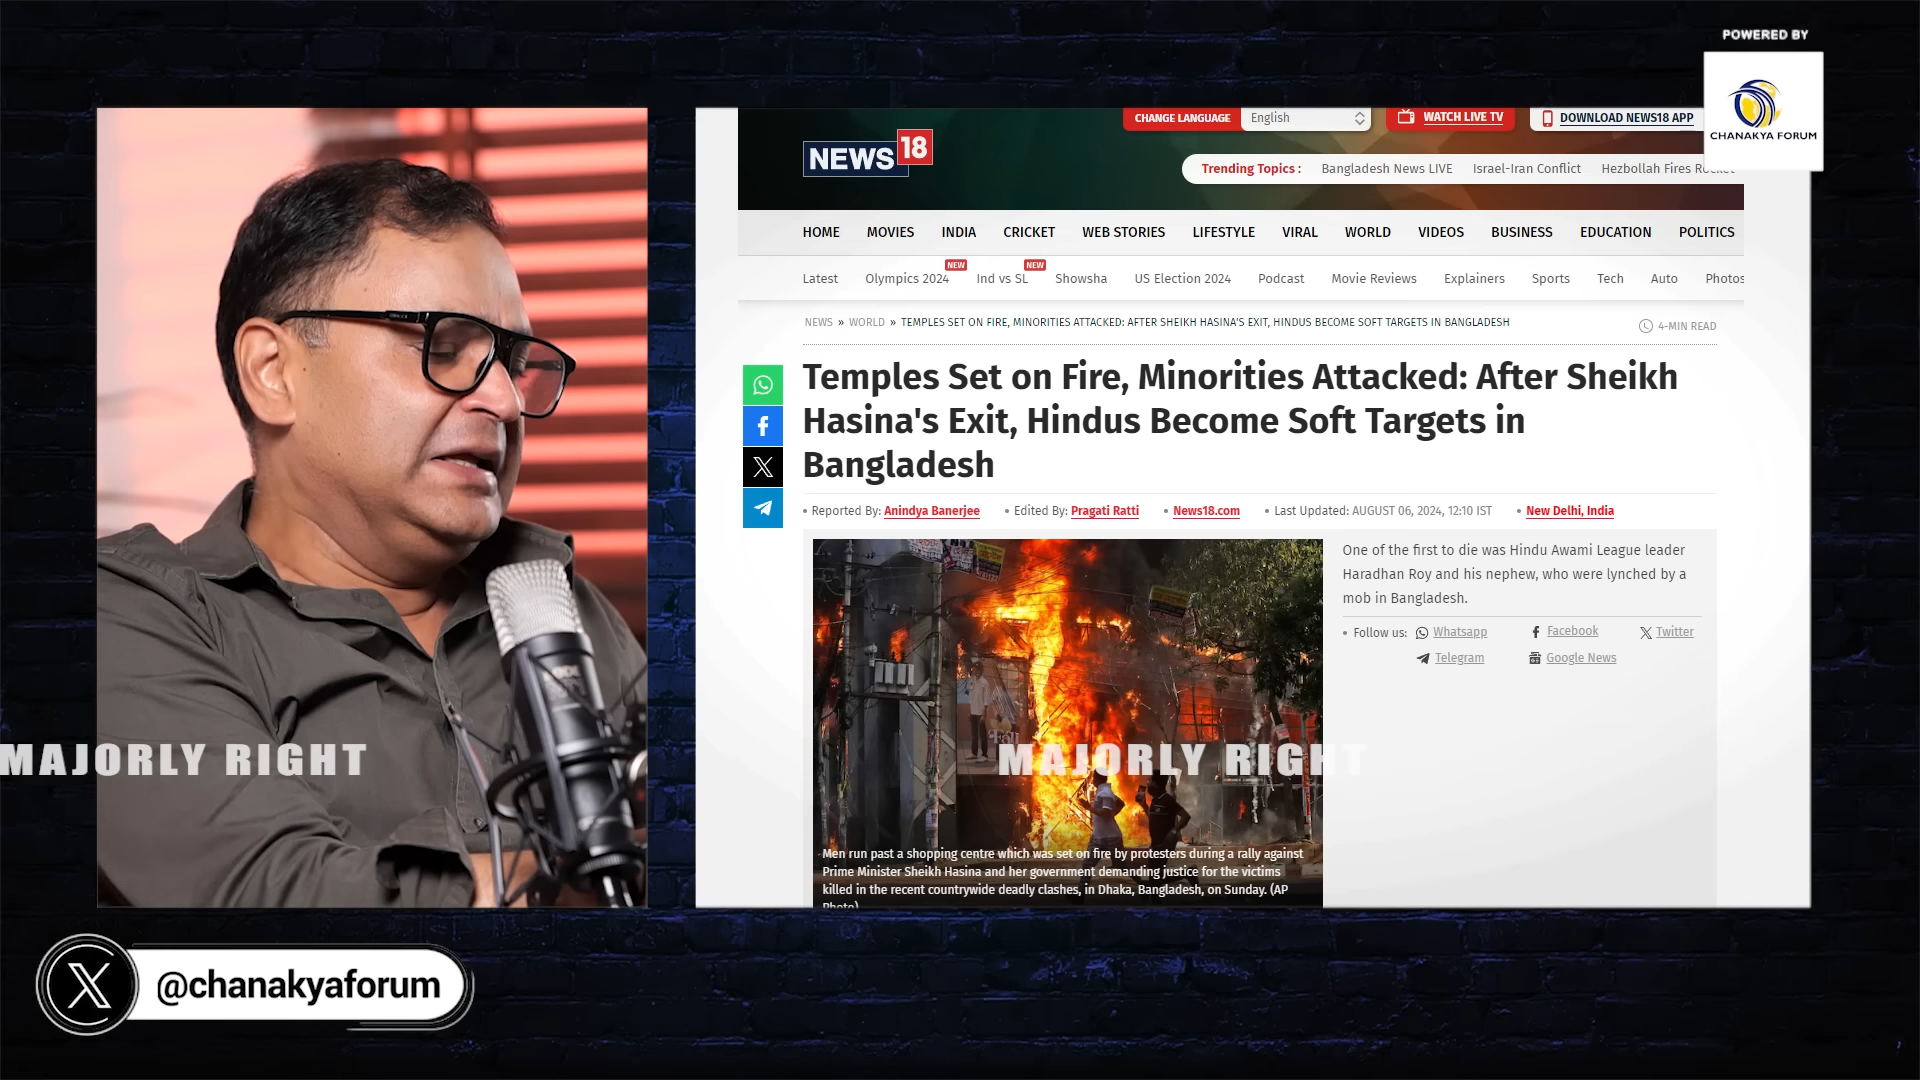 POWERED BY
CHANAKYA FORUM
CHANGE LANGUAGE
English
WATCH LIVE TV
DOWNLOAD NEWS18 APP
NEWS 18
Trending Topics :
Bangladesh News LIVE
Israel-Iran Conflict
Hezbollah Fires Rocket
HOME MOVIES INDIA CRICKET WEB STORIES LIFESTYLE VIRAL WORLD VIDEOS BUSINESS EDUCATION POLITICS
NEW NEW
Latest Olympics 2024 Ind vs SL Showsha US Election 2024 Podcast Movie Reviews Explainers Sports Tech Auto Photos
NEWS » WORLD » TEMPLES SET ON FIRE, MINORITIES ATTACKED: AFTER SHEIKH HASINA'S EXIT, HINDUS BECOME SOFT TARGETS IN BANGLADESH
4-MIN READ
Temples Set on Fire, Minorities Attacked: After Sheikh
Hasina's Exit, Hindus Become Soft Targets in
Bangladesh
• Reported By: Anindya Banerjee • Edited By: Pragati Ratti • News18.com • Last Updated: AUGUST 06, 2024, 12:10 IST • New Delhi, India
One of the first to die was Hindu Awami League leader
Haradhan Roy and his nephew, who were lynched by a
mob in Bangladesh.
• Follow us: Whatsapp Facebook Twitter
Telegram Google News
MAJORLY RIGHT
MAJORLY RIGHT
Men run past a shopping centre which was set on fire by protesters during a rally against
Prime Minister Sheikh Hasina and her government demanding justice for the victims
killed in the recent countrywide deadly clashes, in Dhaka, Bangladesh, on Sunday. (AP
Photo)
@chanakyaforum